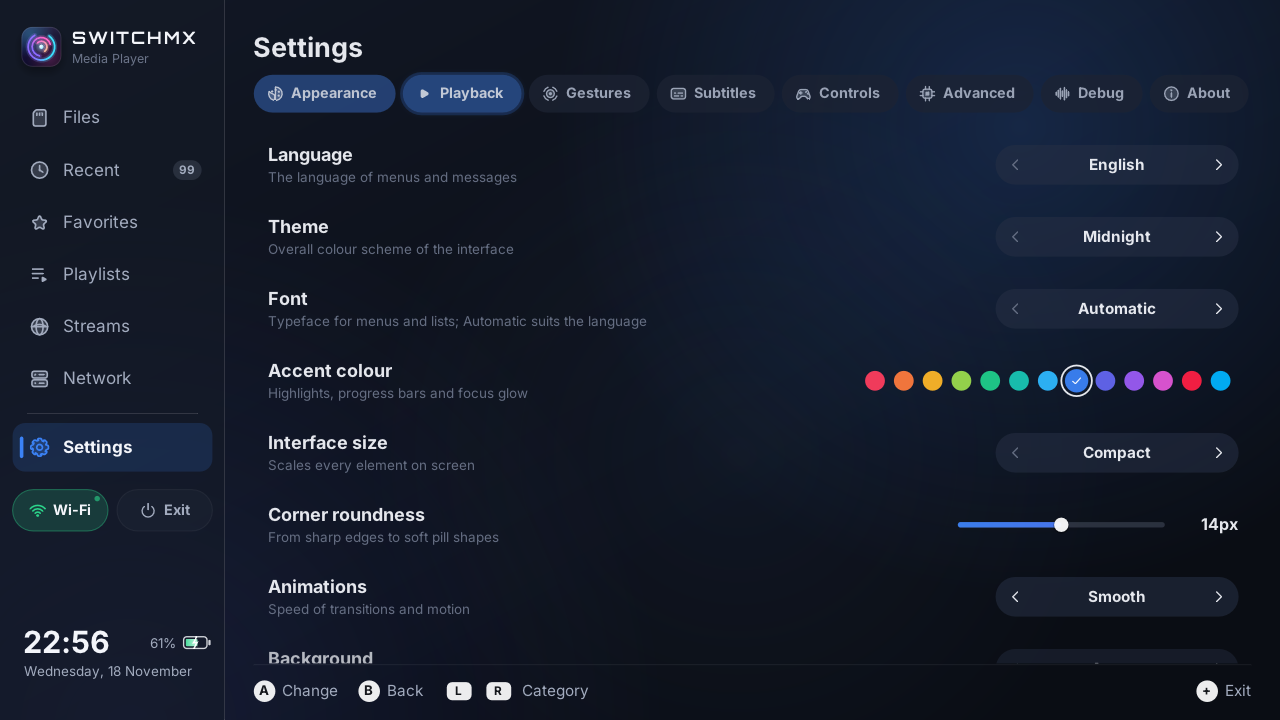 SWITCHMX
Media Player
Files
Recent 99
Favorites
Playlists
Streams
Network
Settings
Wi-Fi Exit
22:56 61%
Wednesday, 18 November
Settings
Appearance Playback Gestures Subtitles Controls Advanced Debug About
Language
The language of menus and messages
English
Theme
Overall colour scheme of the interface
Midnight
Font
Typeface for menus and lists; Automatic suits the language
Automatic
Accent colour
Highlights, progress bars and focus glow
Interface size
Scales every element on screen
Compact
Corner roundness
From sharp edges to soft pill shapes
14px
Animations
Speed of transitions and motion
Smooth
Background
A Change B Back L R Category + Exit